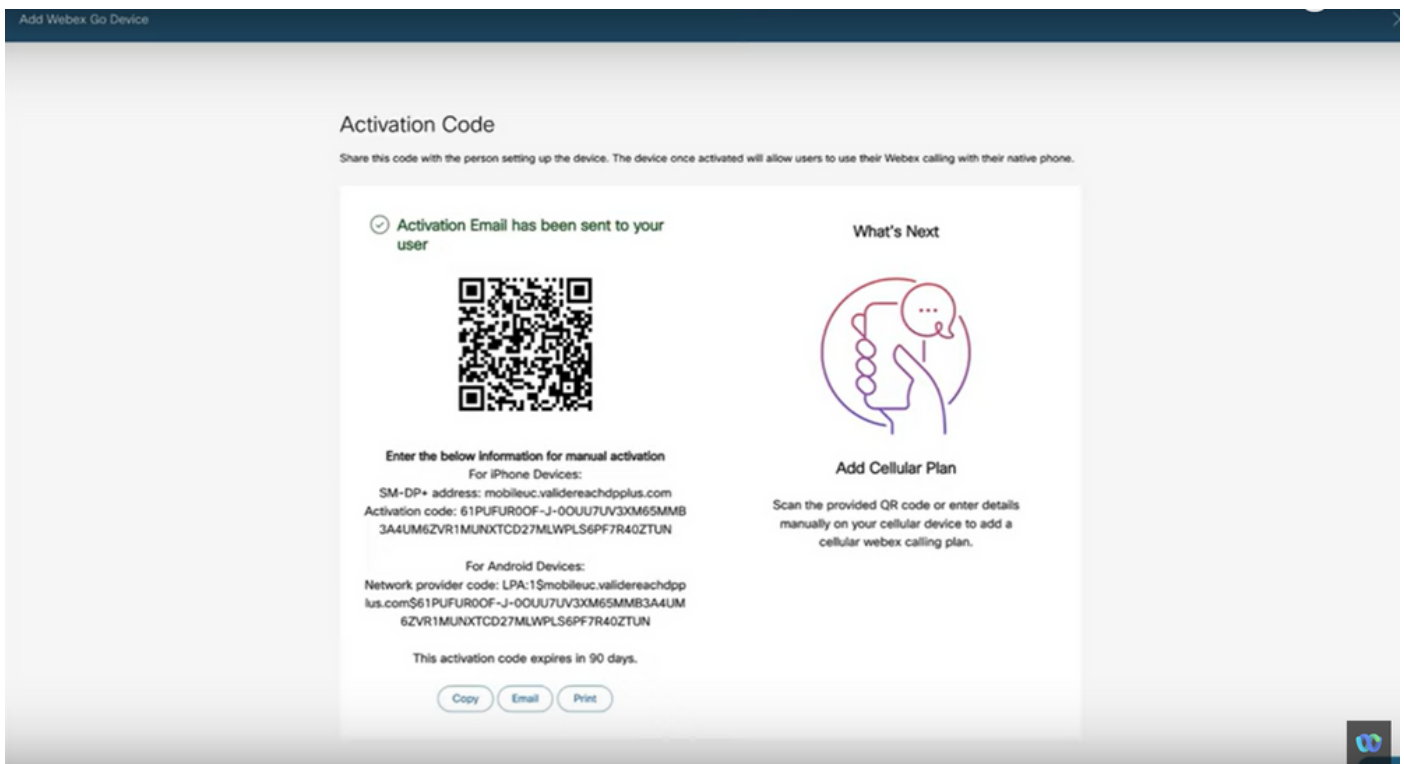 Add Webex Go Device
Activation Code
Share this code with the person setting up the device. The device once activated will allow users to use their Webex calling with their native phone.
Activation Email has been sent to your
user
Enter the below information for manual activation
For iPhone Devices:
SM-DP+ address: mobileuc.validereachdpplus.com
Activation code: 61PUFUR0OF-J-0OUU7UV3XM65MMB
3A4UM6ZVR1MUNXTCD27MLWPLS6PF7R40ZTUN
For Android Devices:
Network provider code: LPA:1$mobileuc.validereachdpp
lus.com$61PUFUR0OF-J-0OUU7UV3XM65MMB3A4UM
6ZVR1MUNXTCD27MLWPLS6PF7R40ZTUN
This activation code expires in 90 days.
Copy Email Print
What's Next
Add Cellular Plan
Scan the provided QR code or enter details
manually on your cellular device to add a
cellular webex calling plan.